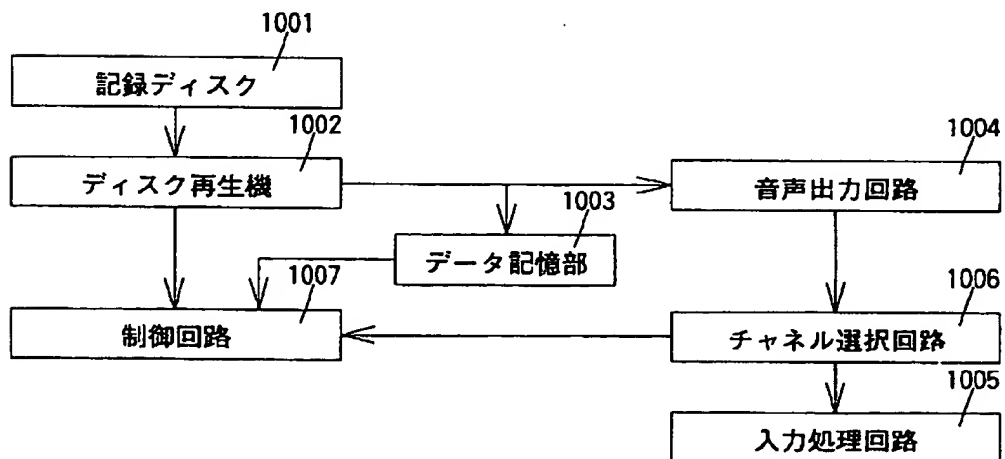 1001
記録ディスク
1002
ディスク再生機
1004
音声出力回路
1003
データ記憶部
1007
制御回路
1006
チャネル選択回路
1005
入力処理回路